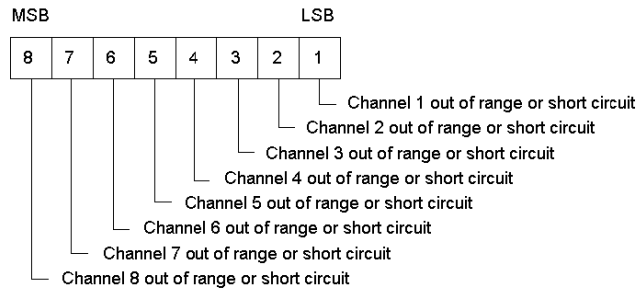 MSB LSB
8 7 6 5 4 3 2 1
Channel 1 out of range or short circuit
Channel 2 out of range or short circuit
Channel 3 out of range or short circuit
Channel 4 out of range or short circuit
Channel 5 out of range or short circuit
Channel 6 out of range or short circuit
Channel 7 out of range or short circuit
Channel 8 out of range or short circuit